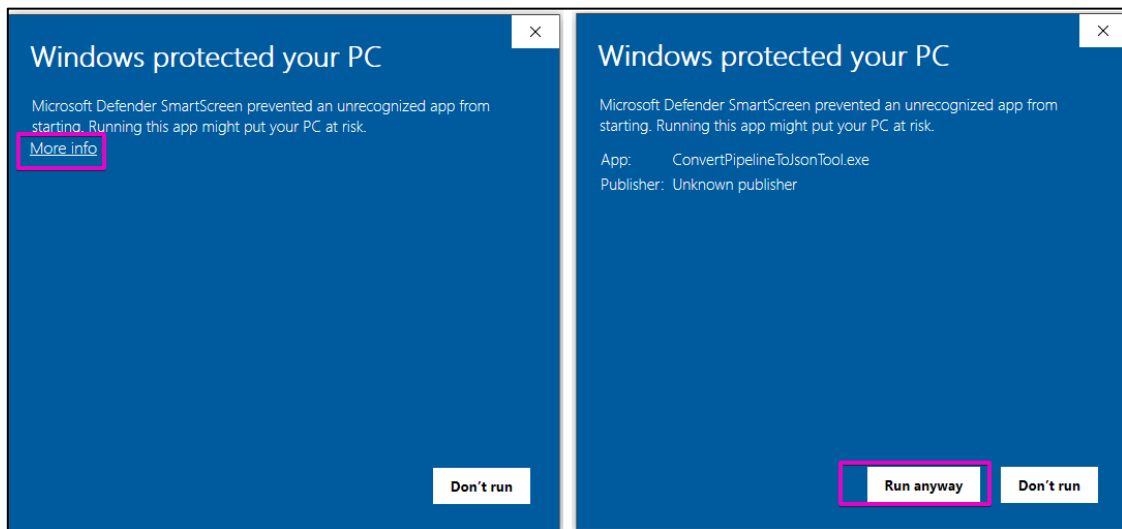 Windows protected your PC
Microsoft Defender SmartScreen prevented an unrecognized app from
starting. Running this app might put your PC at risk.
More info
Don't run
Windows protected your PC
Microsoft Defender SmartScreen prevented an unrecognized app from
starting. Running this app might put your PC at risk.
App: ConvertPipelineToJsonTool.exe
Publisher: Unknown publisher
Run anyway Don't run